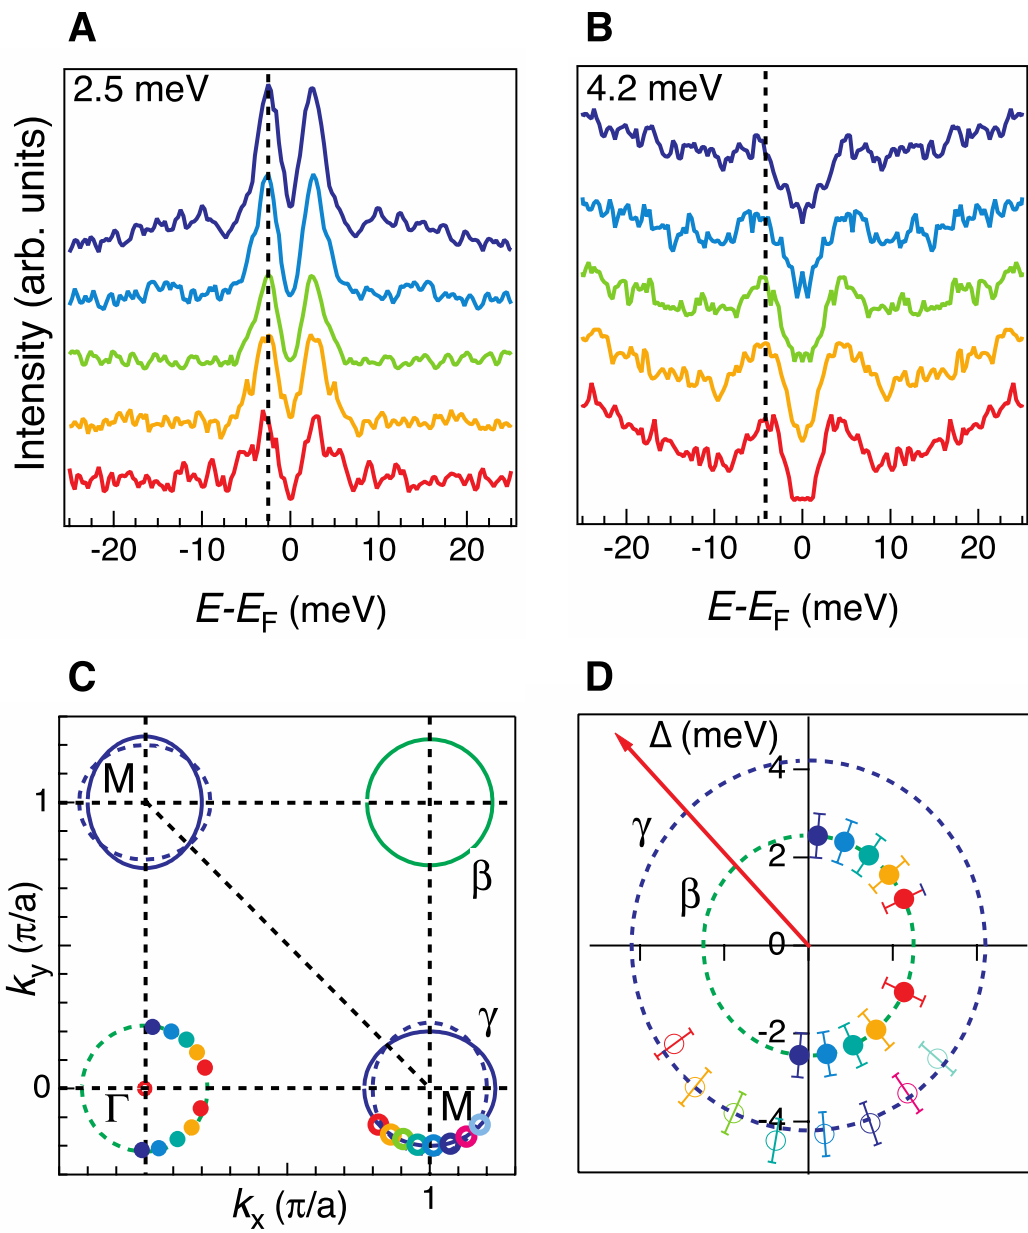 A
2.5 meV
Intensity (arb. units)
-20 -10 0 10 20
E-EF (meV)
B
4.2 meV
-20 -10 0 10 20
E-EF (meV)
C
M
1
β
ky (π/a)
γ
0
Γ
M
kx (π/a)
1
D
Δ (meV)
4
γ
2
β
0
-2
-4